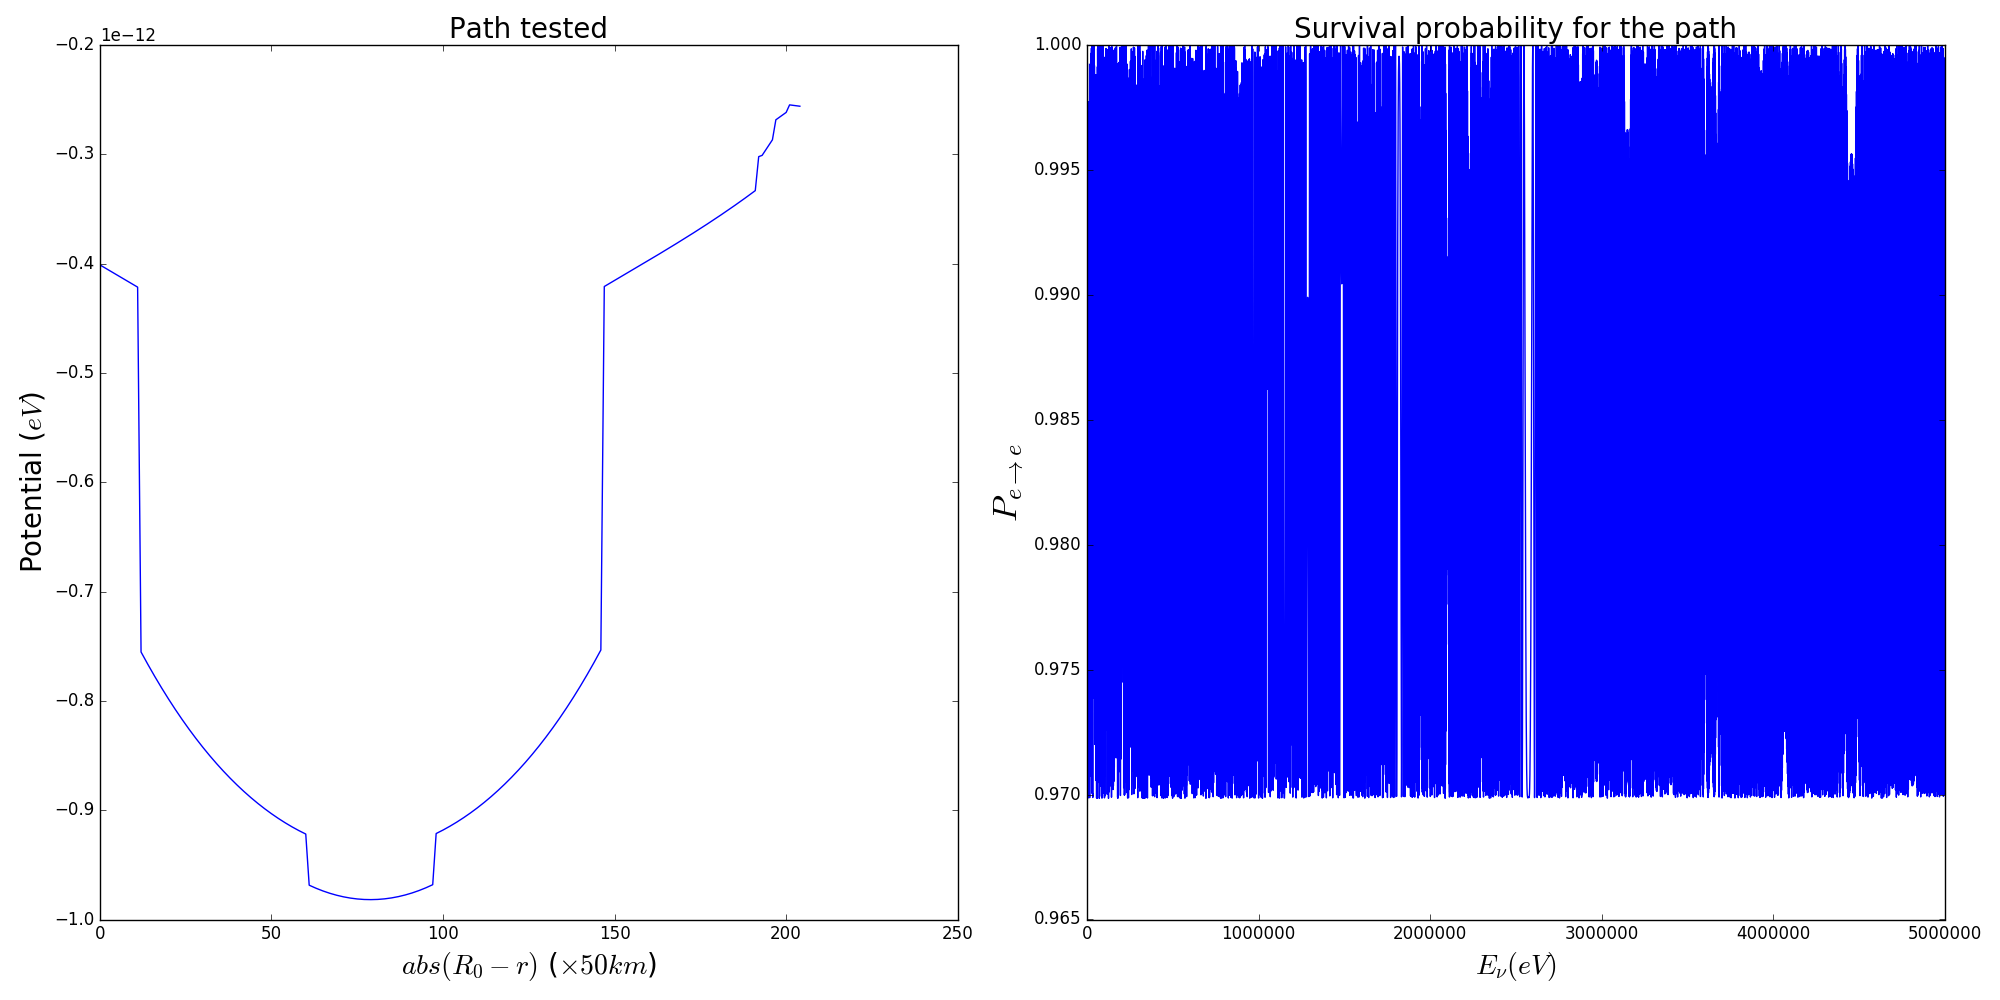 Path tested
1e−12
−0.2
−0.3
−0.4
−0.5
−0.6
−0.7
−0.8
−0.9
−1.0
Potential (eV)
0 50 100 150 200 250
abs(R₀ − r) (×50km)
Survival probability for the path
1.000
0.995
0.990
0.985
0.980
0.975
0.970
0.965
P e→e
0 1000000 2000000 3000000 4000000 5000000
E_ν(eV)